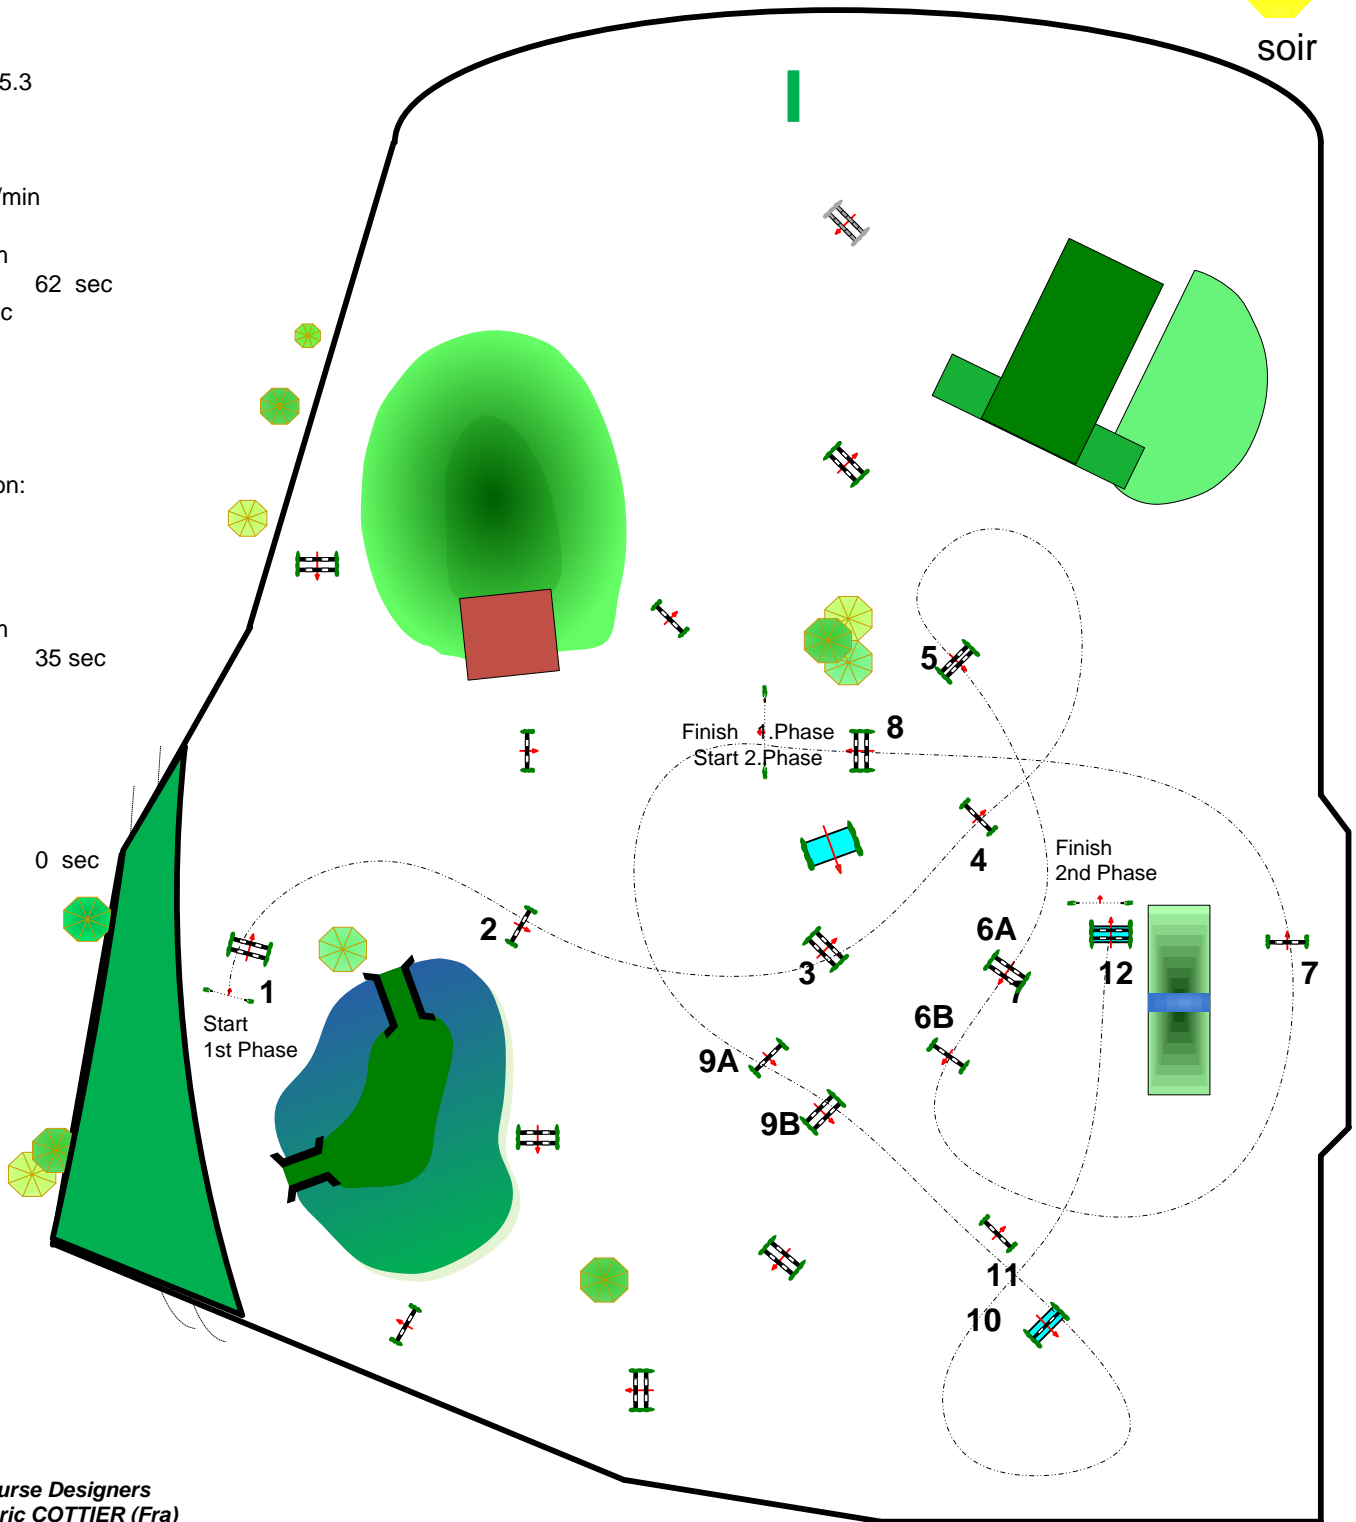 soir
5.3
/min
n
62 sec
c
on:
n
35 sec
5
Finish 1.Phase
Start 2.Phase
8
4
0 sec
Finish
2nd Phase
2
6A
3
12
7
1
Start
1st Phase
6B
9A
9B
11
10
urse Designers
ric COTTIER (Fra)